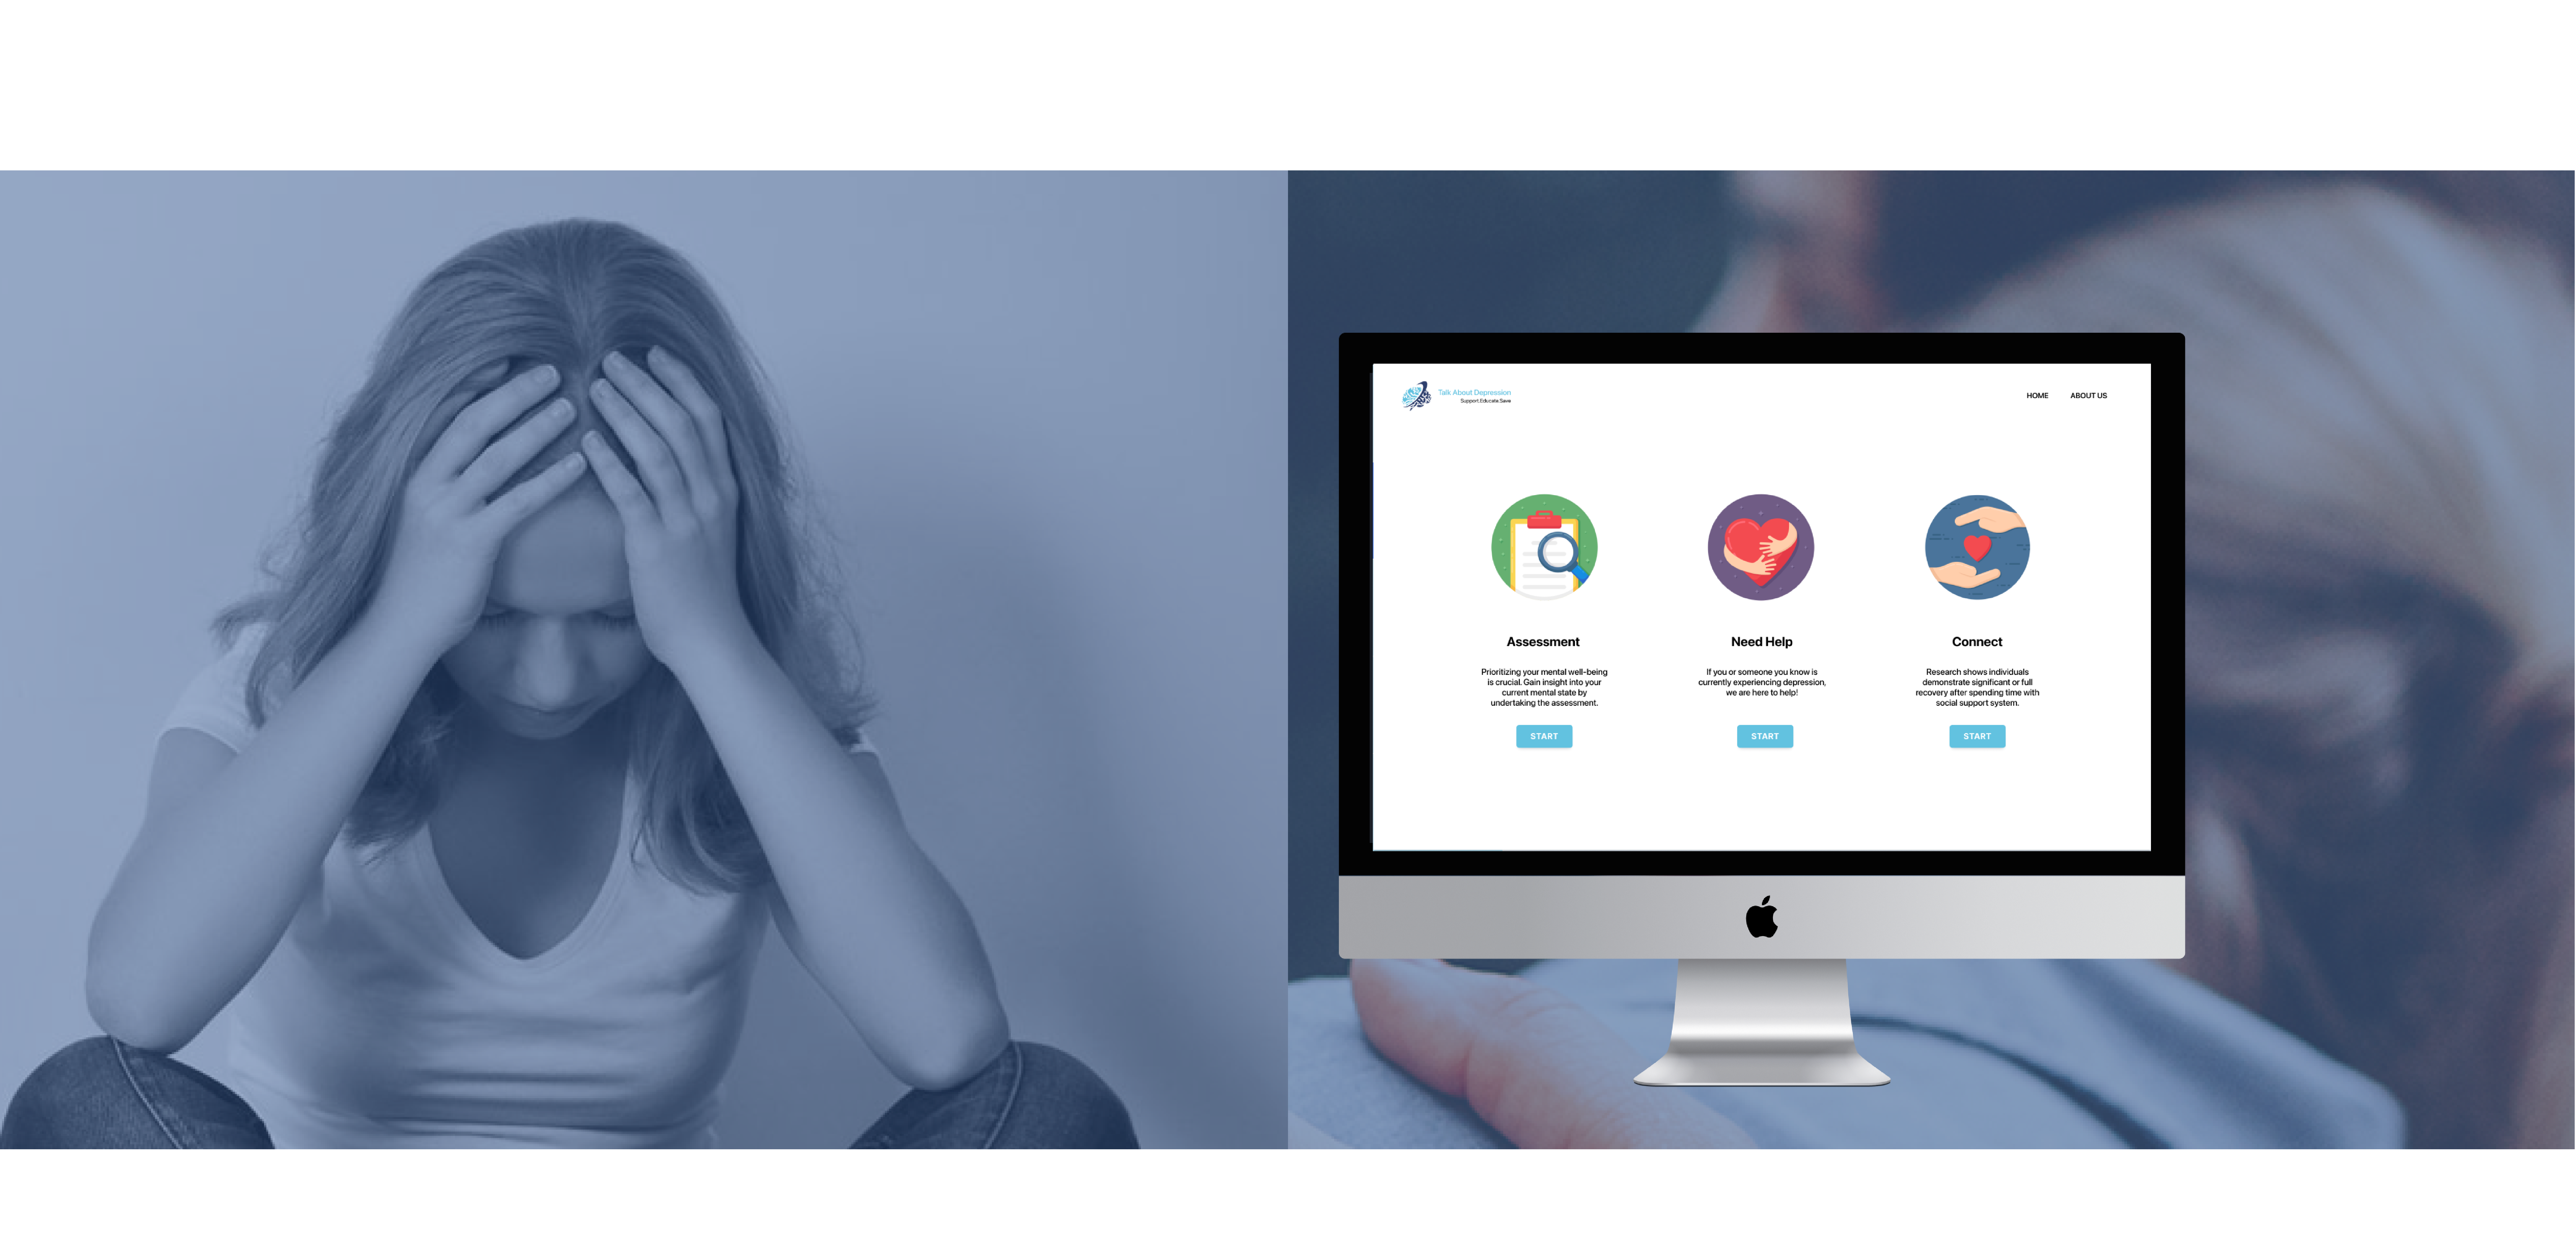 Talk About Depression
Support.Educate.Save
HOME ABOUT US
Assessment
Prioritizing your mental well-being
is crucial. Gain insight into your
current mental state by
undertaking the assessment.
START
Need Help
If you or someone you know is
currently experiencing depression,
we are here to help!
START
Connect
Research shows individuals
demonstrate significant or full
recovery after spending time with
social support system.
START